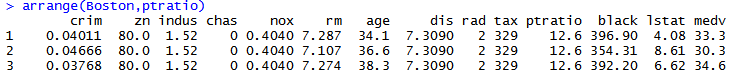 > arrange(Boston,ptratio)
crim zn indus chas nox rm age dis rad tax ptratio black lstat medv
1 0.04011 80.0 1.52 0 0.4040 7.287 34.1 7.3090 2 329 12.6 396.90 4.08 33.3
2 0.04666 80.0 1.52 0 0.4040 7.107 36.6 7.3090 2 329 12.6 354.31 8.61 30.3
3 0.03768 80.0 1.52 0 0.4040 7.274 38.3 7.3090 2 329 12.6 392.20 6.62 34.6